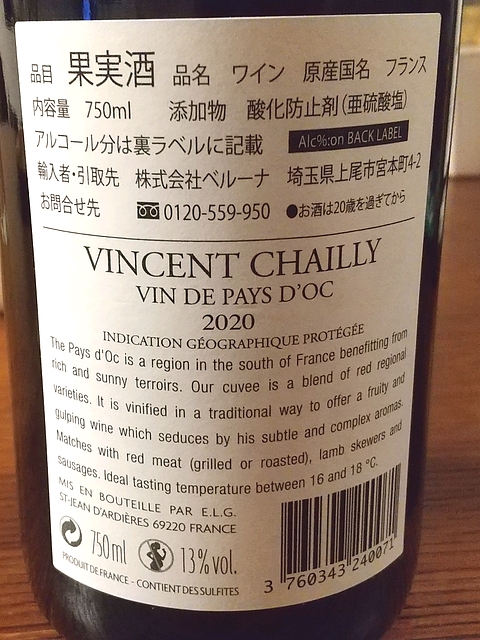 品目 果実酒 品名 ワイン 原産国名 フランス
内容量 750ml 添加物 酸化防止剤(亜硫酸塩)
アルコール分は裏ラベルに記載 Alc%:on BACK LABEL
輸入者・引取先 株式会社ベルーナ 埼玉県上尾市宮本町4-2
お問合せ先 0120-559-950 ●お酒は20歳を過ぎてから
VINCENT CHAILLY
VIN DE PAYS D'OC
2020
INDICATION GÉOGRAPHIQUE PROTÉGÉE
The Pays d'Oc is a region in the south of France benefitting from
rich and sunny terroirs. Our cuvee is a blend of red regional
varieties. It is vinified in a traditional way to offer a fruity and
gulping wine which seduces by his subtle and complex aromas.
Matches with red meat (grilled or roasted), lamb skewers and
sausages. Ideal tasting temperature between 16 and 18 °C.
MIS EN BOUTEILLE PAR E.L.G.
ST-JEAN D'ARDIÈRES 69220 FRANCE
750ml 13% vol.
PRODUIT DE FRANCE - CONTIENT DES SULFITES
3 760343 240071